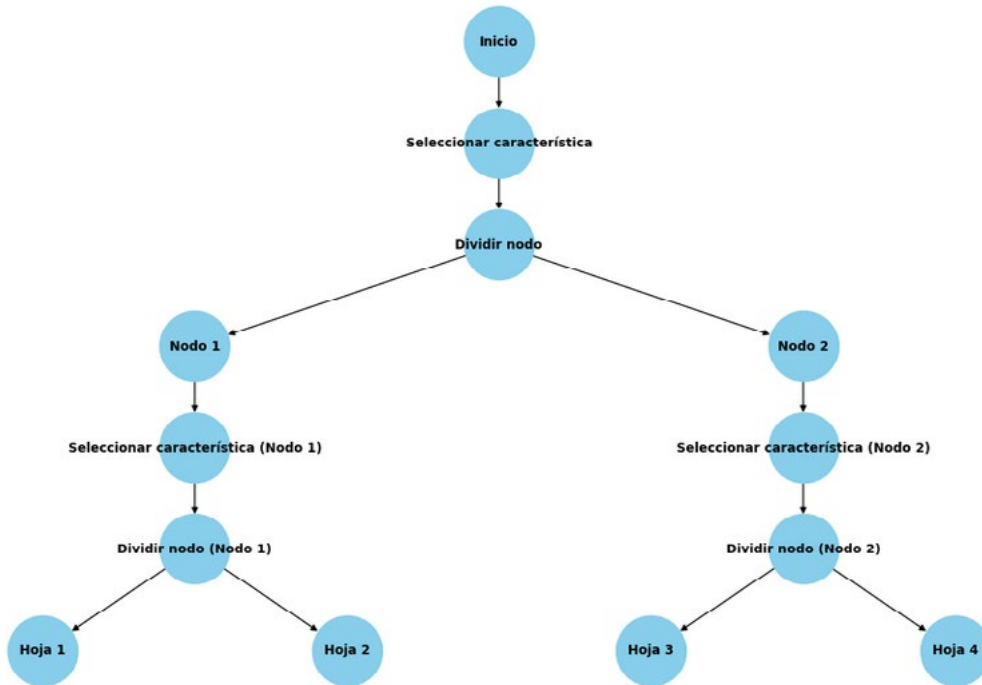 Inicio
Seleccionar característica
Dividir nodo
Nodo 1
Nodo 2
Seleccionar característica (Nodo 1)
Seleccionar característica (Nodo 2)
Dividir nodo (Nodo 1)
Dividir nodo (Nodo 2)
Hoja 1
Hoja 2
Hoja 3
Hoja 4